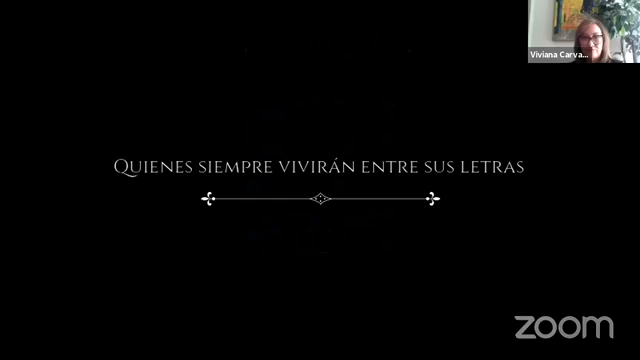 Viviana Carva...
QUIENES SIEMPRE VIVIRÁN ENTRE SUS LETRAS
zoom